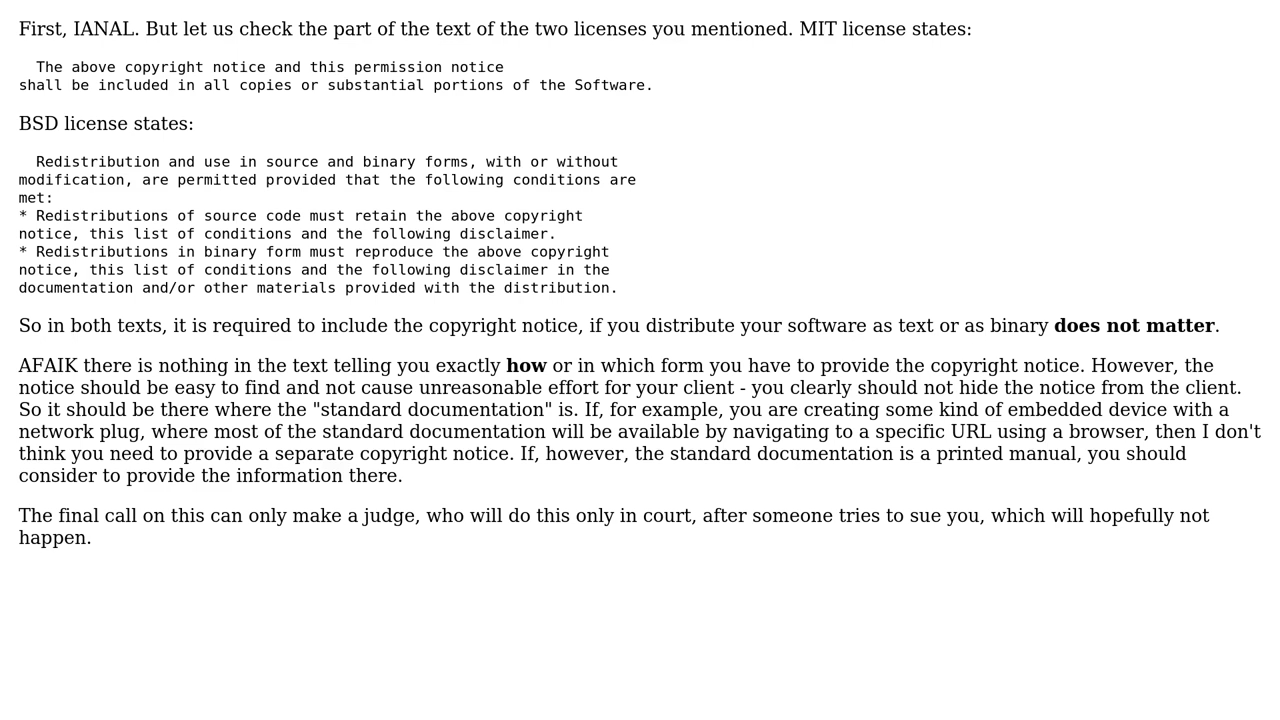 First, IANAL. But let us check the part of the text of the two licenses you mentioned. MIT license states:
The above copyright notice and this permission notice
shall be included in all copies or substantial portions of the Software.
BSD license states:
Redistribution and use in source and binary forms, with or without
modification, are permitted provided that the following conditions are
met:
* Redistributions of source code must retain the above copyright
notice, this list of conditions and the following disclaimer.
* Redistributions in binary form must reproduce the above copyright
notice, this list of conditions and the following disclaimer in the
documentation and/or other materials provided with the distribution.
So in both texts, it is required to include the copyright notice, if you distribute your software as text or as binary does not matter.
AFAIK there is nothing in the text telling you exactly how or in which form you have to provide the copyright notice. However, the
notice should be easy to find and not cause unreasonable effort for your client - you clearly should not hide the notice from the client.
So it should be there where the "standard documentation" is. If, for example, you are creating some kind of embedded device with a
network plug, where most of the standard documentation will be available by navigating to a specific URL using a browser, then I don't
think you need to provide a separate copyright notice. If, however, the standard documentation is a printed manual, you should
consider to provide the information there.
The final call on this can only make a judge, who will do this only in court, after someone tries to sue you, which will hopefully not
happen.